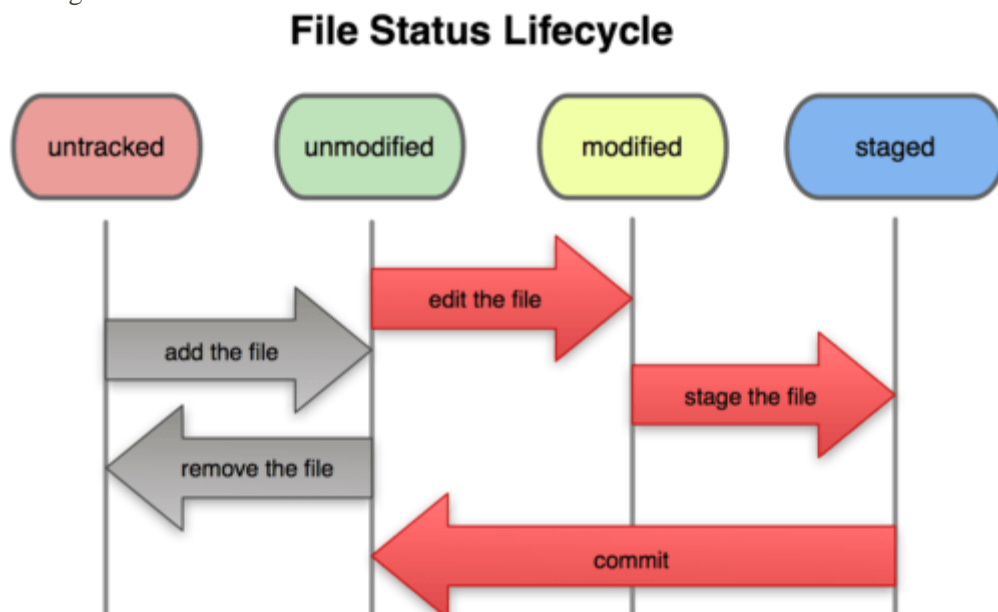 File Status Lifecycle
untracked
unmodified
modified
staged
edit the file
add the file
stage the file
remove the file
commit